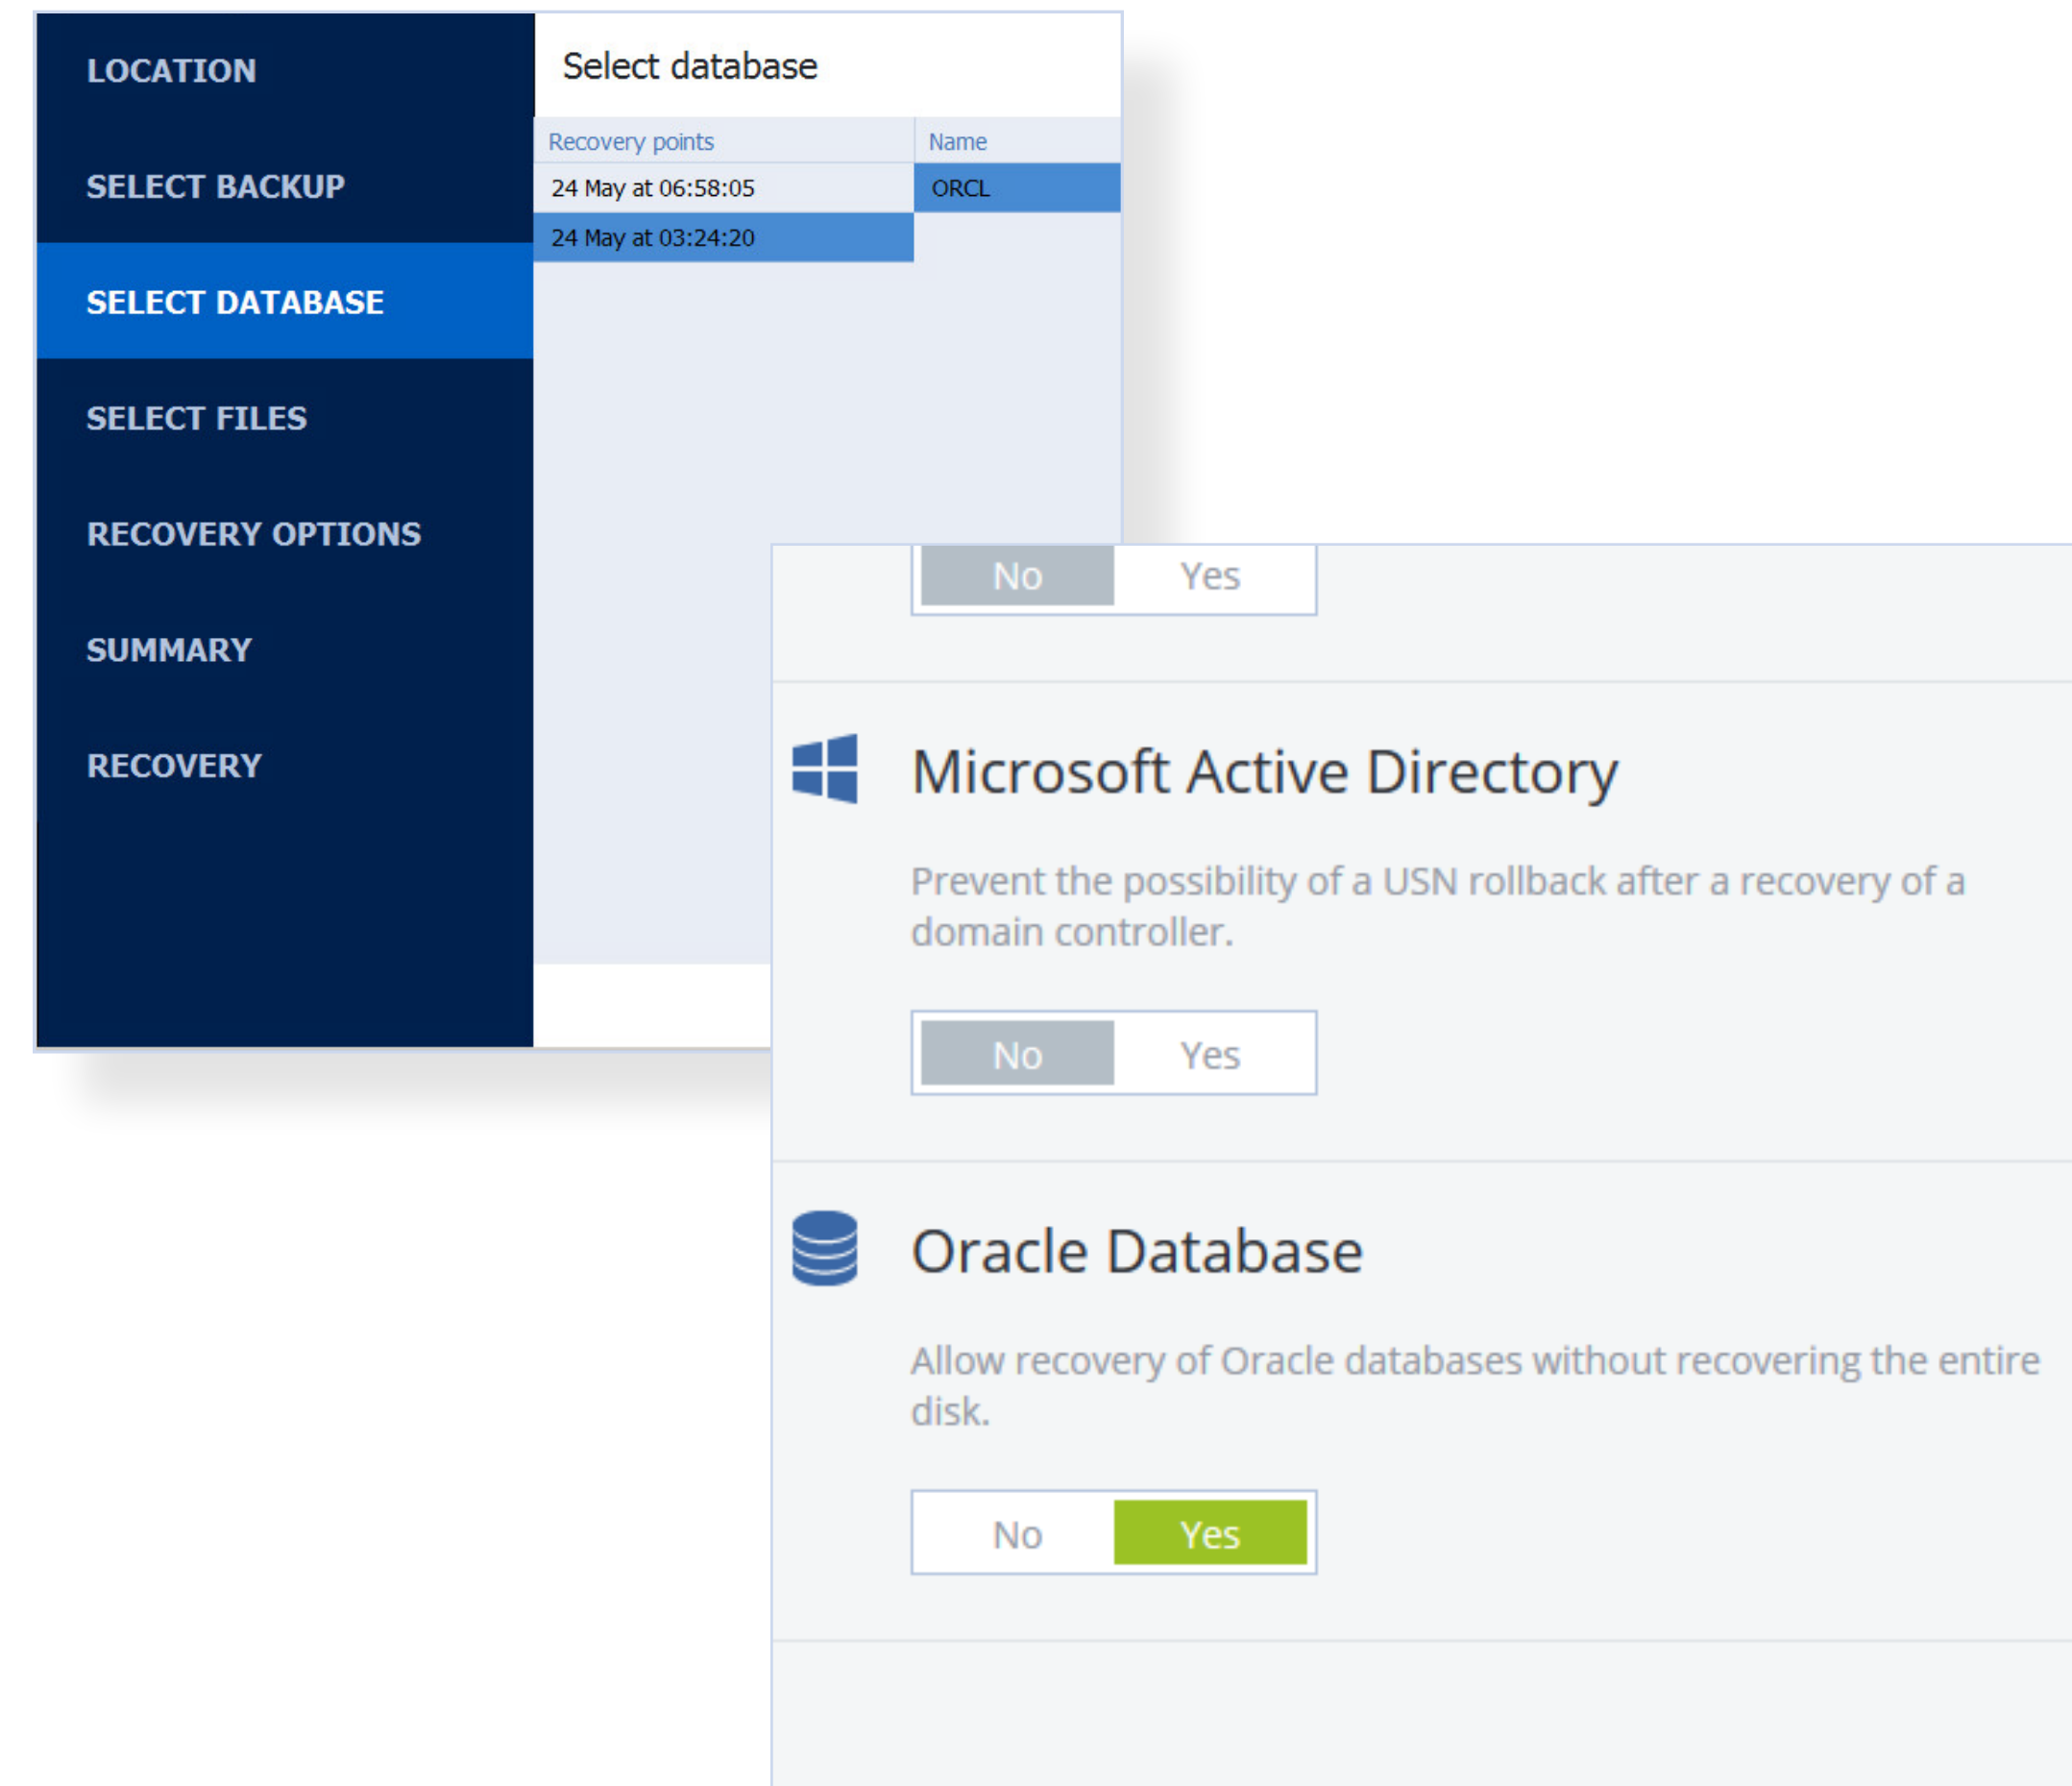 LOCATION
SELECT BACKUP
SELECT DATABASE
SELECT FILES
RECOVERY OPTIONS
SUMMARY
RECOVERY
Select database
Recovery points Name
24 May at 06:58:05 ORCL
24 May at 03:24:20
No Yes
Microsoft Active Directory
Prevent the possibility of a USN rollback after a recovery of a
domain controller.
No Yes
Oracle Database
Allow recovery of Oracle databases without recovering the entire
disk.
No Yes